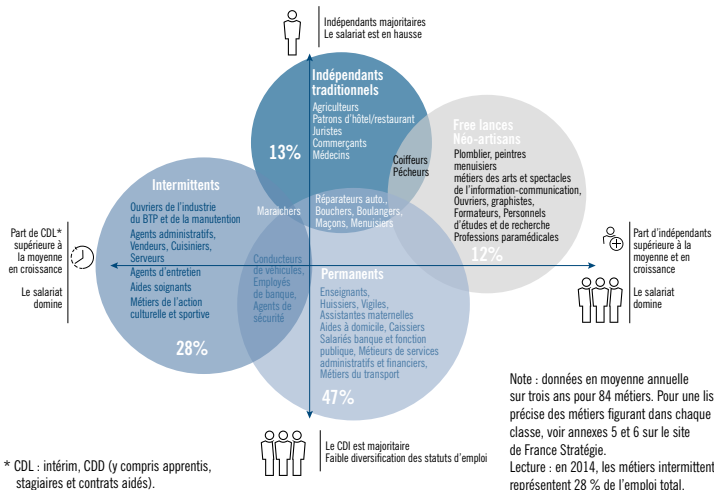 Indépendants majoritaires
Le salariat est en hausse
Indépendants
traditionnels
Agriculteurs
Patrons d'hôtel/restaurant
Juristes
Commerçants
Médecins
13%
Free lances
Néo-artisans
Plomblier, peintres
menuisiers
métiers des arts et spectacles
de l'information-communication,
Ouvriers, graphistes,
Formateurs, Personnels
d'études et de recherche
Professions paramédicales
12%
Coiffeurs
Pécheurs
Intermittents
Ouvriers de l'industrie
du BTP et de la manutention
Agents administratifs,
Vendeurs, Cuisiniers,
Serveurs
Agents d'entretien
Aides soignants
Métiers de l'action
culturelle et sportive
28%
Maraîchers
Réparateurs auto.,
Bouchers, Boulangers,
Maçons, Menuisiers
Conducteurs
de véhicules,
Employés
de banque,
Agents de
sécurité
Permanents
Enseignants,
Huissiers, Vigiles,
Assistantes maternelles
Aides à domicile, Caissiers
Salariés banque et fonction
publique, Métieurs de services
administratifs et financiers,
Métiers du transport
47%
Part de CDL*
supérieure à
la moyenne
en croissance
Le salariat
domine
Part d'indépendants
supérieure à la
moyenne et en
croissance
Le salariat
domine
Le CDI est majoritaire
Faible diversification des statuts d'emploi
* CDL : intérim, CDD (y compris apprentis,
stagiaires et contrats aidés).
Note : données en moyenne annuelle
sur trois ans pour 84 métiers. Pour une lis
précise des métiers figurant dans chaque
classe, voir annexes 5 et 6 sur le site
de France Stratégie.
Lecture : en 2014, les métiers intermittent
représentent 28 % de l'emploi total.